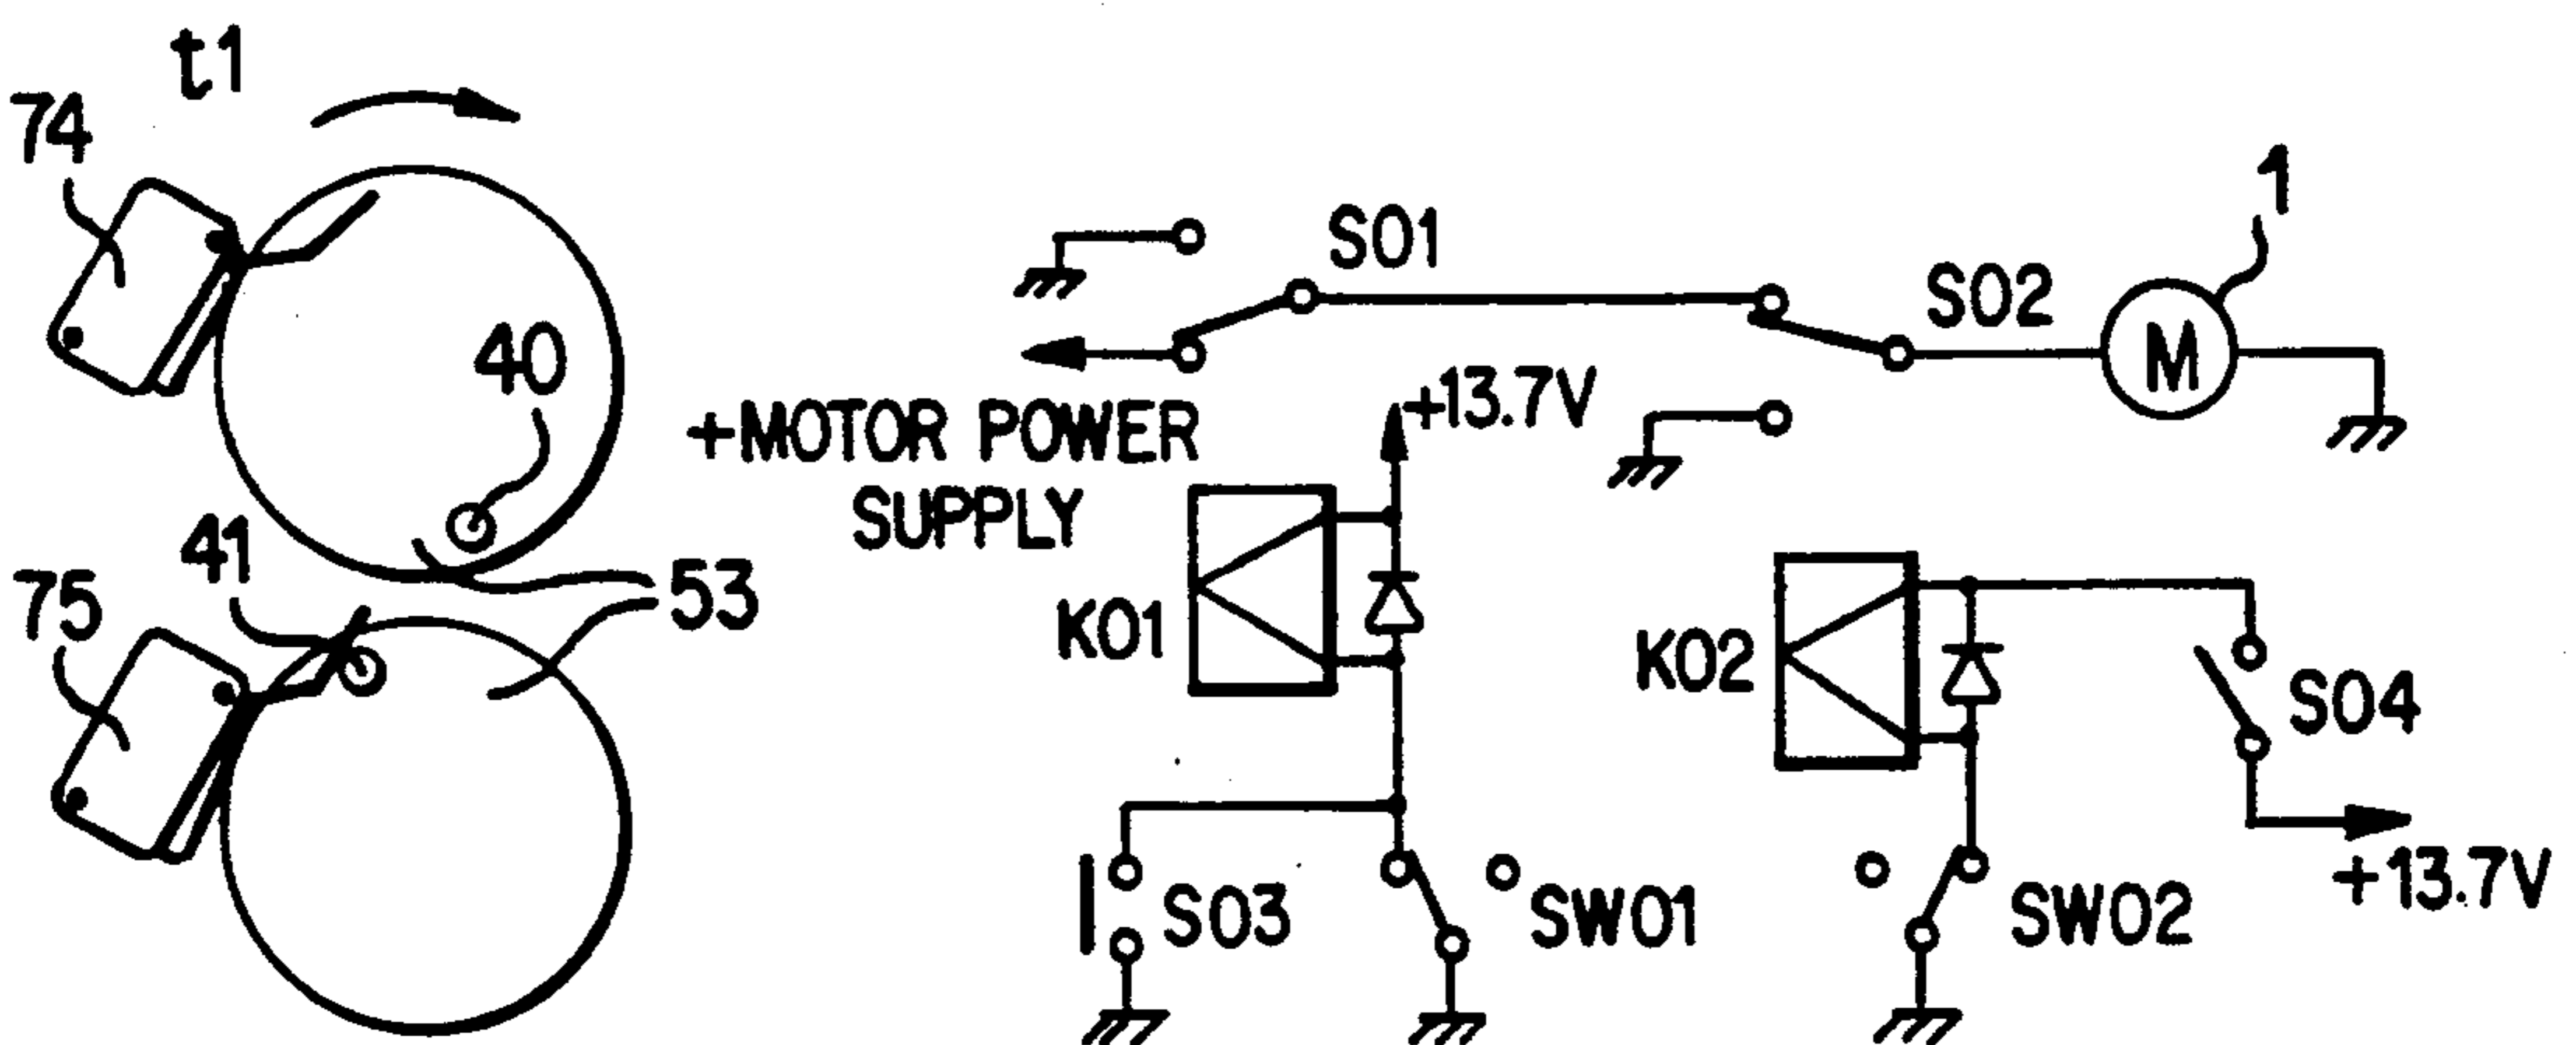 t1
74
40
41
75
53
1
S01
S02
M
+13.7V
+MOTOR POWER
SUPPLY
K01
K02
S04
+13.7V
S03
SW01
SW02